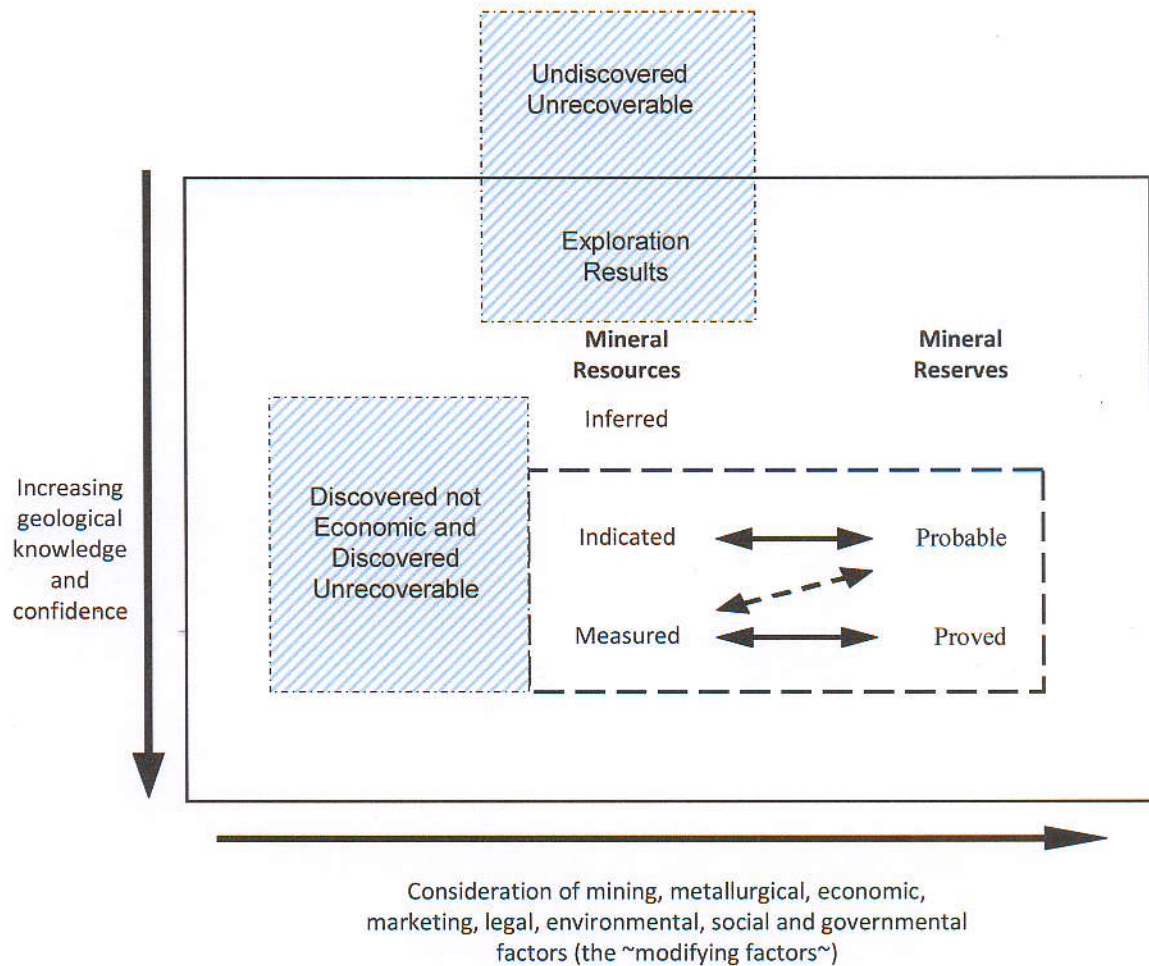 Undiscovered
Unrecoverable
Exploration
Results
Mineral
Resources
Mineral
Reserves
Inferred
Increasing
geological
knowledge
and
confidence
Discovered not
Economic and
Discovered
Unrecoverable
Indicated
Probable
Measured
Proved
Consideration of mining, metallurgical, economic,
marketing, legal, environmental, social and governmental
factors (the ~modifying factors~)